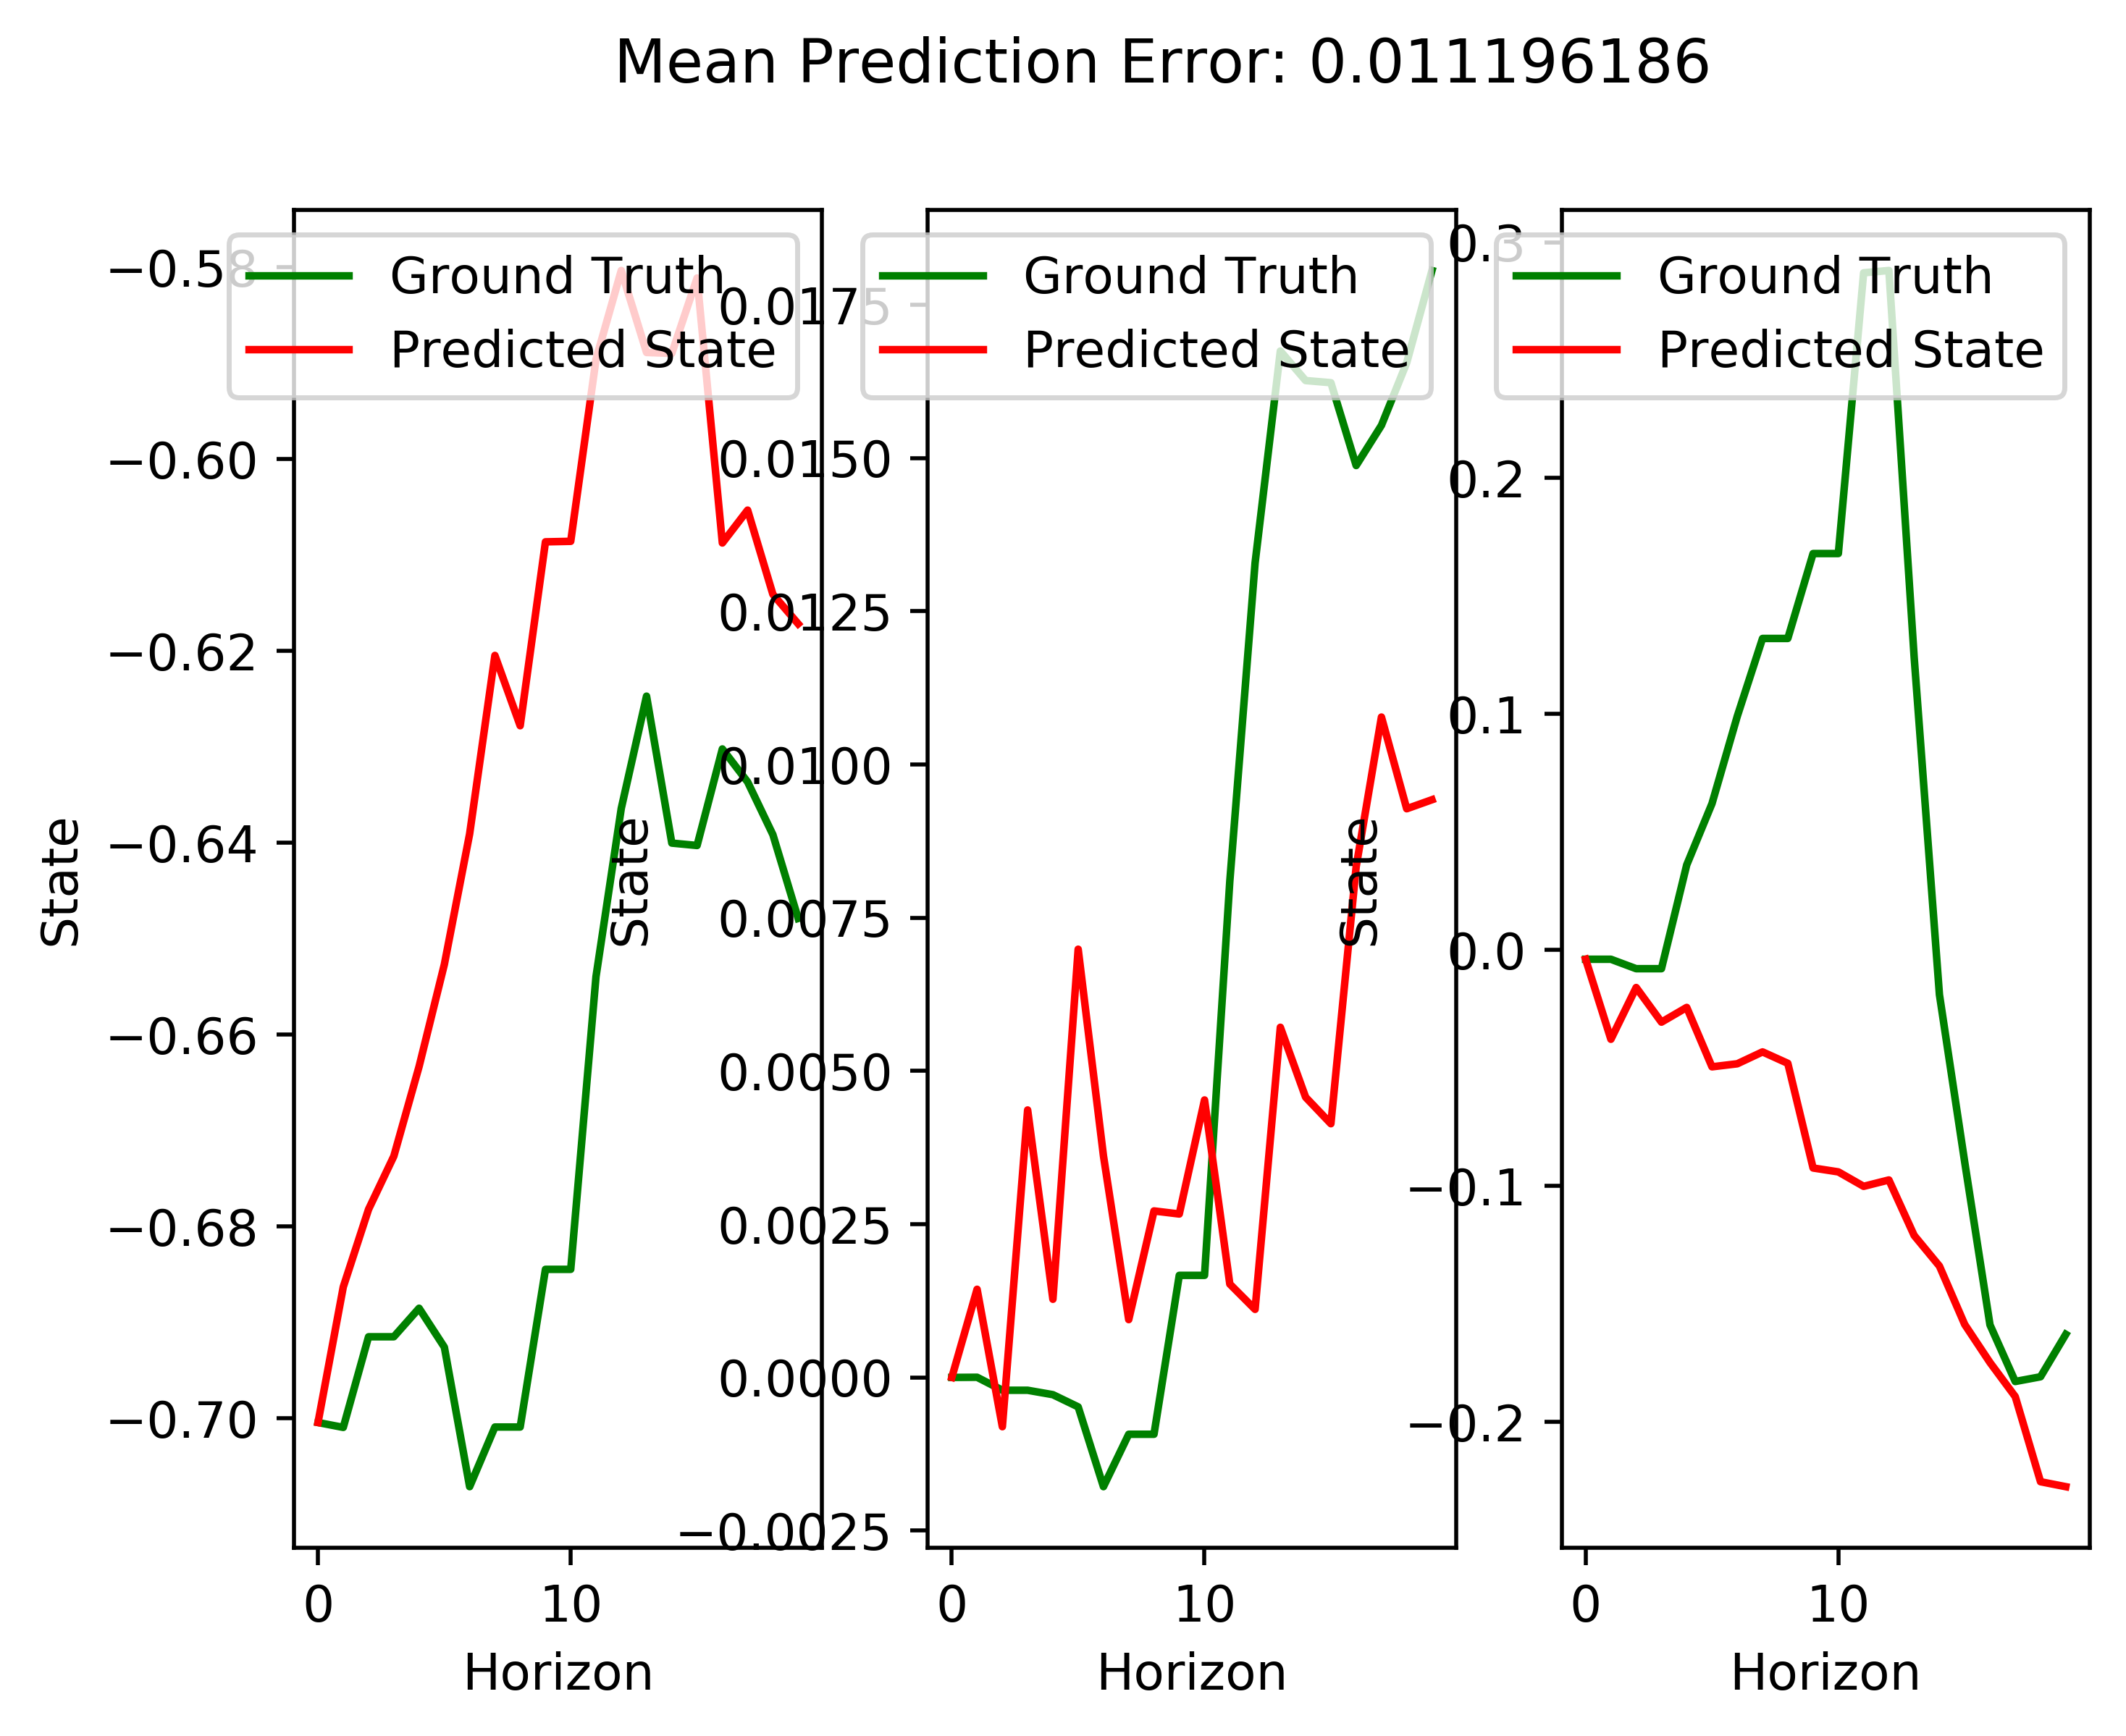 Mean Prediction Error: 0.011196186
Ground Truth
Predicted State
−0.58
−0.60
−0.62
−0.64
−0.66
−0.68
−0.70
State
0
10
Horizon
Ground Truth
Predicted State
0.0175
0.0150
0.0125
0.0100
0.0075
0.0050
0.0025
0.0000
−0.0025
State
0
10
Horizon
Ground Truth
Predicted State
0.3
0.2
0.1
0.0
−0.1
−0.2
State
0
10
Horizon